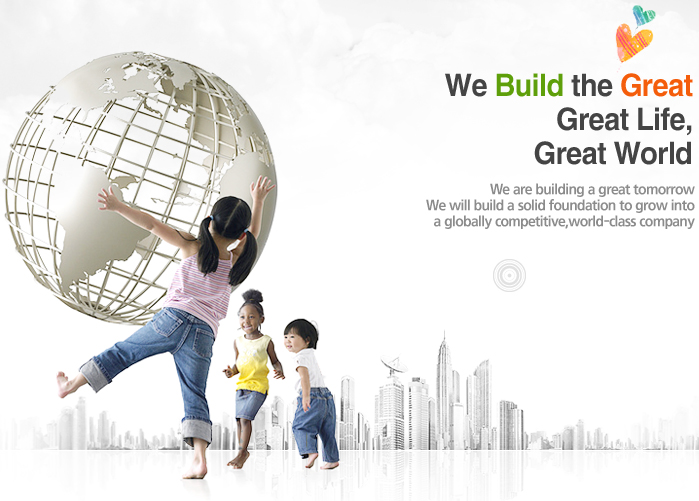 We Build the Great
Great Life,
Great World
We are building a great tomorrow
We will build a solid foundation to grow into
a globally competitive,world-class company